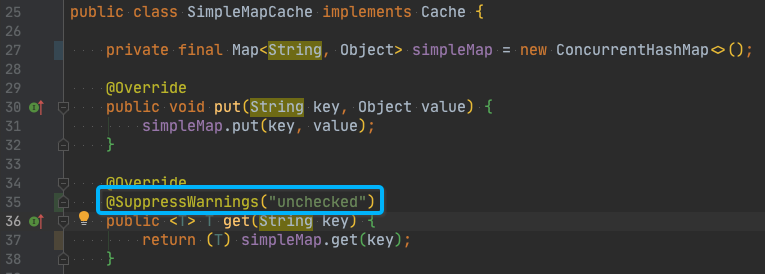 25 public class SimpleMapCache implements Cache {
26
27 private final Map<String, Object> simpleMap = new ConcurrentHashMap<>();
28
29 @Override
30 public void put(String key, Object value) {
31 simpleMap.put(key, value);
32 }
33
34 @Override
35 @SuppressWarnings("unchecked")
36 public <T> T get(String key) {
37 return (T) simpleMap.get(key);
38 }